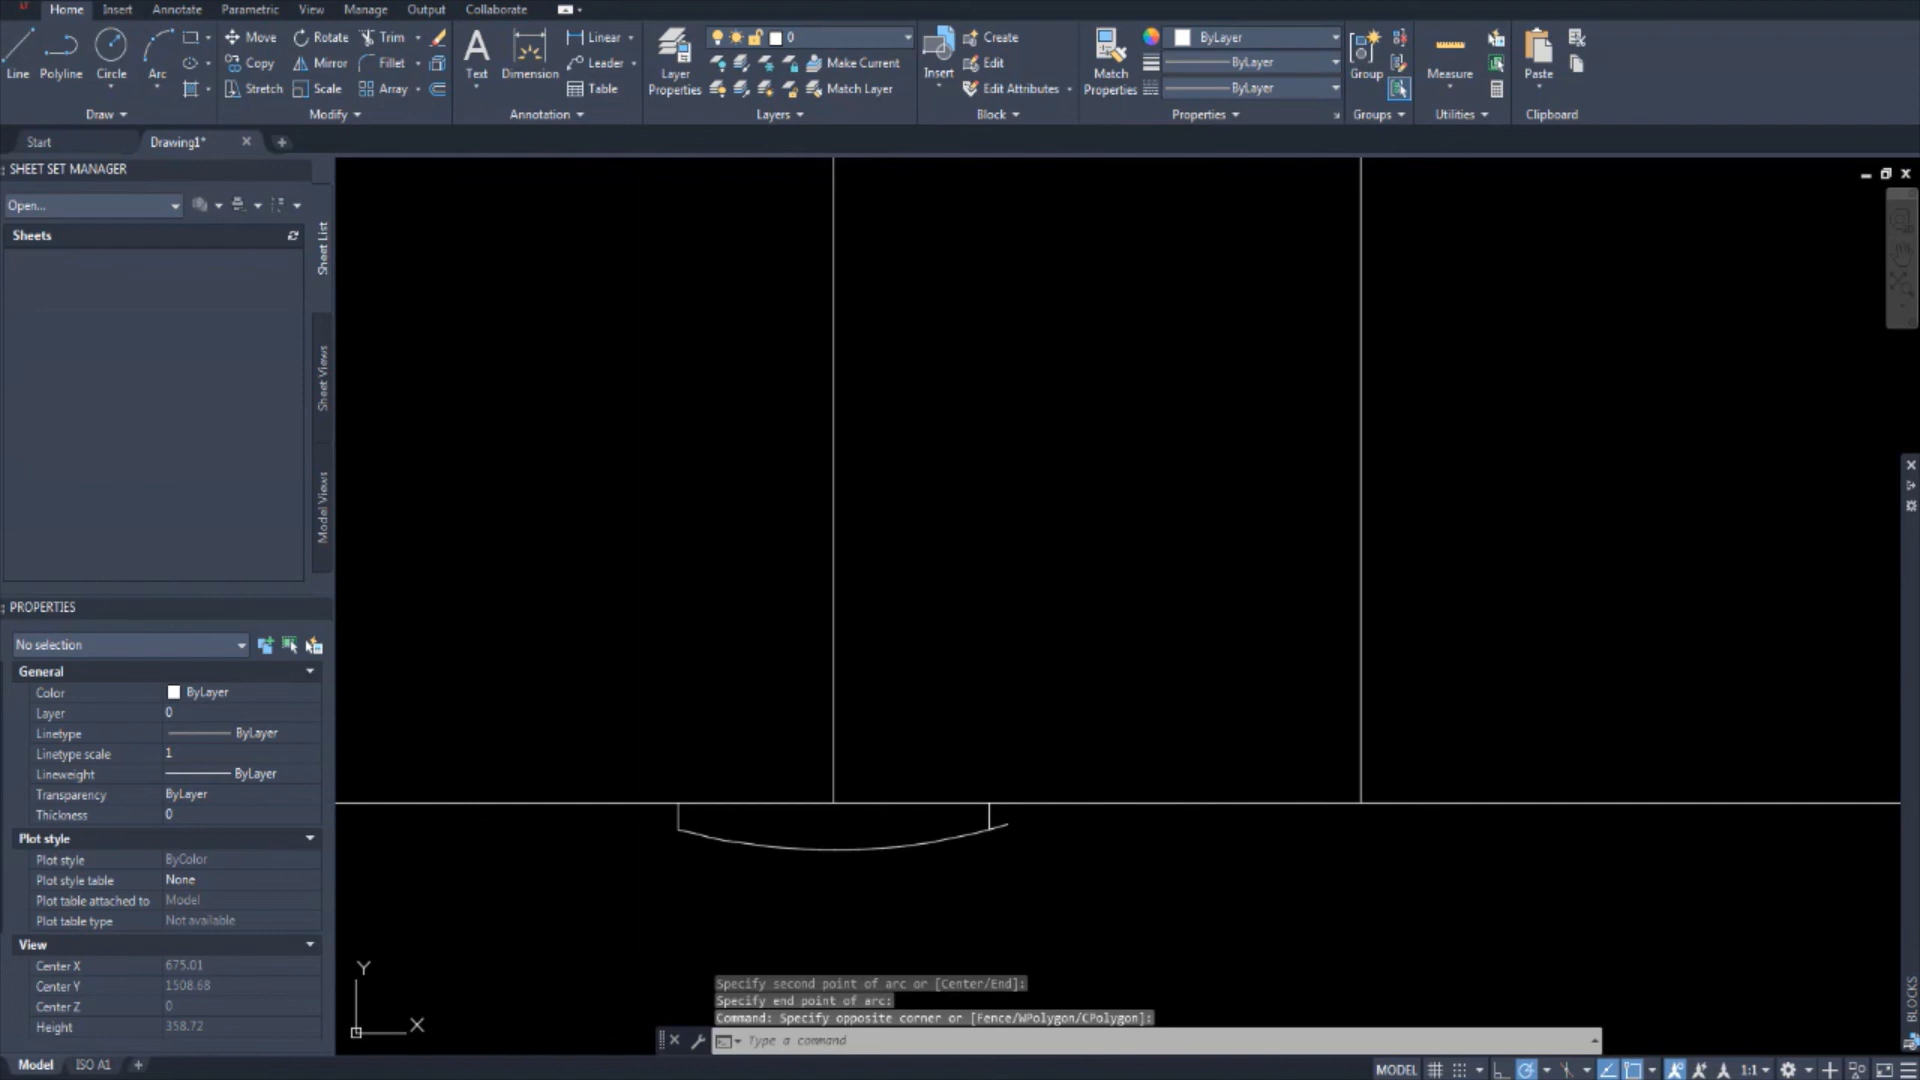 Home Insert Annotate Parametric View Manage Output Collaborate
Line Polyline Circle Arc
Move Rotate Trim
Copy Mirror Fillet
Stretch Scale Array
Text Dimension
Linear
Leader
Table
Layer
Properties
0
Make Current
Match Layer
Insert
Create
Edit
Edit Attributes
Match
Properties
ByLayer
ByLayer
ByLayer
Group
Measure
Paste
Draw Modify Annotation Layers Block Properties Groups Utilities Clipboard
Start Drawing1*
SHEET SET MANAGER
Open...
Sheets
Sheet List
Sheet Views
Model Views
PROPERTIES
No selection
General
Color ByLayer
Layer 0
Linetype ByLayer
Linetype scale 1
Lineweight ByLayer
Transparency ByLayer
Thickness 0
Plot style
Plot style ByColor
Plot style table None
Plot table attached to Model
Plot table type Not available
View
Center X 675.01
Center Y 1508.68
Center Z 0
Height 358.72
Y
X
Specify second point of arc or [Center/End]:
Specify end point of arc:
Command: Specify opposite corner or [Fence/WPolygon/CPolygon]:
Type a command
BLOCKS
Model ISO A1
MODEL 1:1